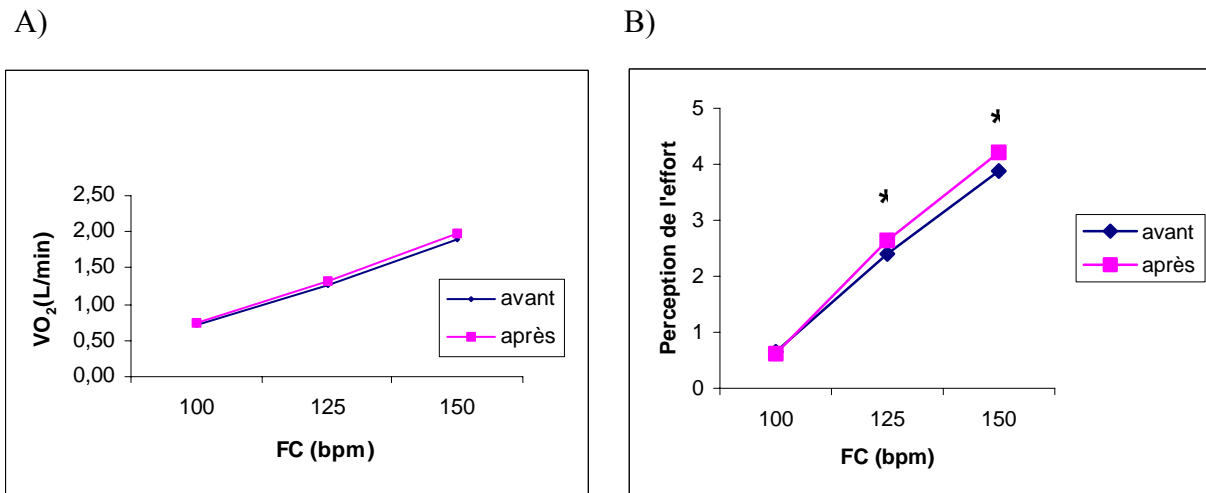 A)
2,50
2,00
1,50
1,00
0,50
0,00
VO₂(L/min)
100
125
150
FC (bpm)
avant
après
B)
5
4
3
2
1
0
Perception de l'effort
*
*
100
125
150
FC (bpm)
avant
après